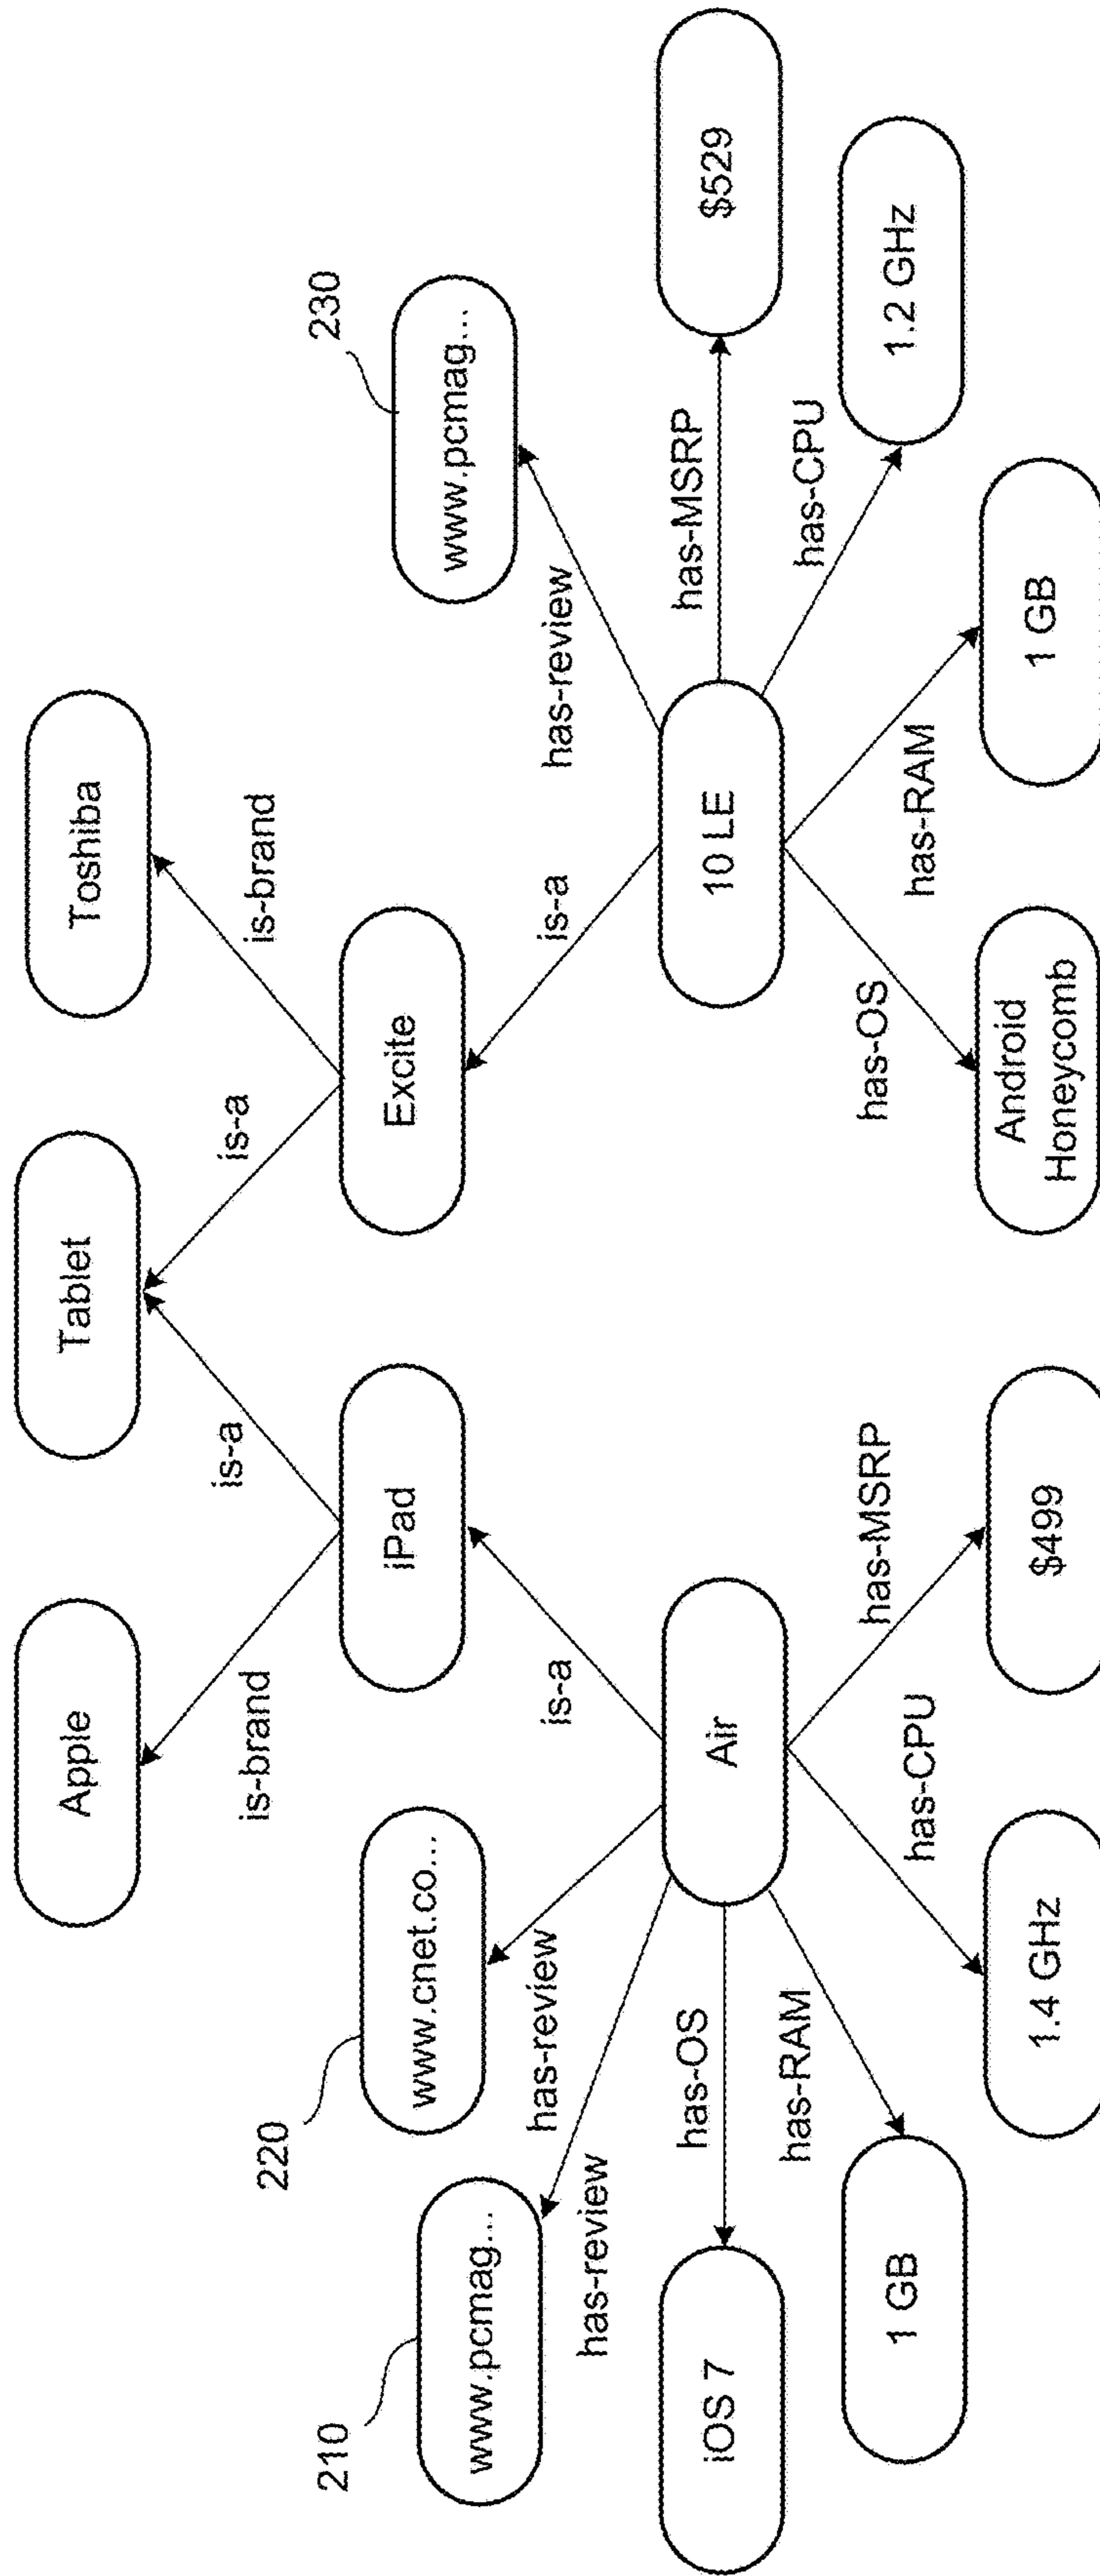 Apple
Tablet
Toshiba
is-brand
is-a
is-a
is-brand
210
220
230
www.pcmag...
www.cnet.co...
iPad
Excite
www.pcmag...
has-review
has-review
is-a
is-a
has-review
iOS 7
has-OS
Air
10 LE
has-MSRP
$529
1 GB
has-RAM
has-CPU
has-MSRP
has-OS
has-RAM
has-CPU
1.2 GHz
1.4 GHz
$499
Android
Honeycomb
1 GB